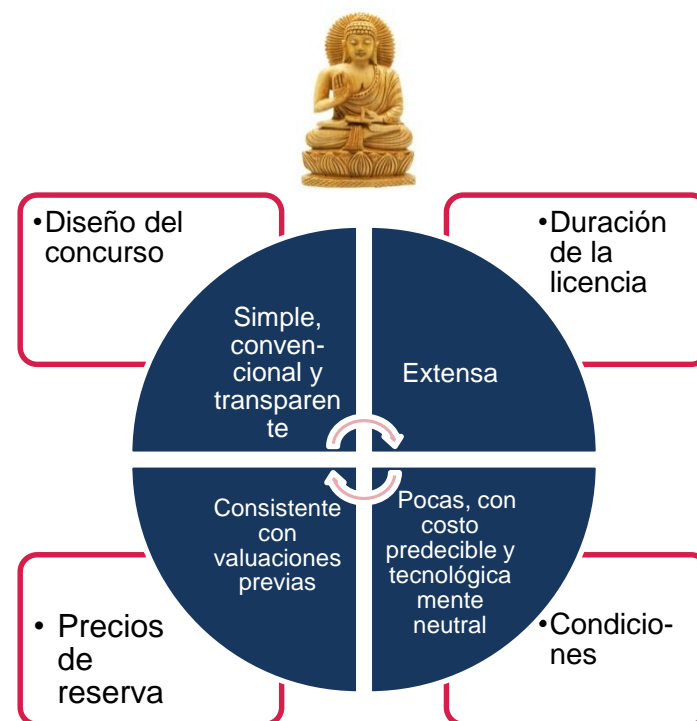 •Diseño del
concurso
•Duración
de la
licencia
Simple,
conven-
cional y
transparen
te
Extensa
Consistente
con
valuaciones
previas
Pocas, con
costo
predecible y
tecnológica
mente
neutral
• Precios
de
reserva
•Condicio-
nes